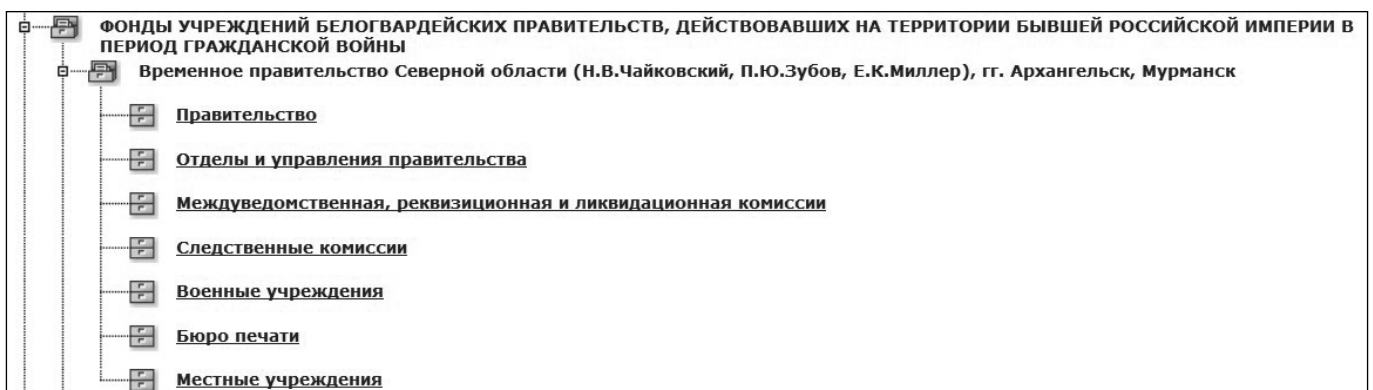 ФОНДЫ УЧРЕЖДЕНИЙ БЕЛОГВАРДЕЙСКИХ ПРАВИТЕЛЬСТВ, ДЕЙСТВОВАВШИХ НА ТЕРРИТОРИИ БЫВШЕЙ РОССИЙСКОЙ ИМПЕРИИ В
ПЕРИОД ГРАЖДАНСКОЙ ВОЙНЫ
Временное правительство Северной области (Н.В.Чайковский, П.Ю.Зубов, Е.К.Миллер), гг. Архангельск, Мурманск
Правительство
Отделы и управления правительства
Междуведомственная, реквизиционная и ликвидационная комиссии
Следственные комиссии
Военные учреждения
Бюро печати
Местные учреждения